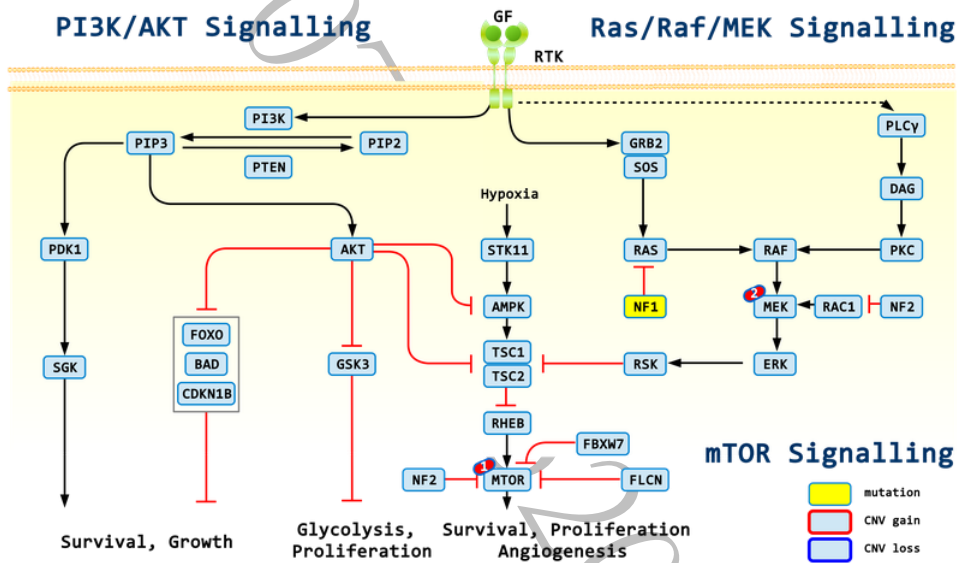 PI3K/AKT Signalling
GF
Ras/Raf/MEK Signalling
RTK
PI3K
PLCγ
PIP3
PIP2
GRB2
PTEN
SOS
DAG
Hypoxia
PDK1
AKT
STK11
RAS
RAF
PKC
2
AMPK
NF1
MEK
RAC1
NF2
FOXO
TSC1
BAD
GSK3
RSK
ERK
SGK
TSC2
CDKN1B
RHEB
FBXW7
mTOR Signalling
1
NF2
MTOR
FLCN
mutation
CNV gain
CNV loss
Survival, Growth
Glycolysis,
Proliferation
Survival, Proliferation
Angiogenesis